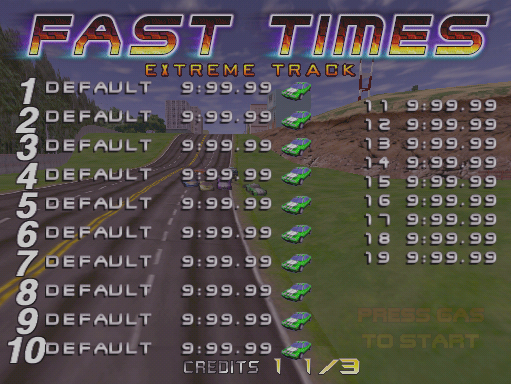 FAST TIMES
EXTREME TRACK
1 DEFAULT 9:99.99
2 DEFAULT 9:99.99
3 DEFAULT 9:99.99
4 DEFAULT 9:99.99
5 DEFAULT 9:99.99
6 DEFAULT 9:99.99
7 DEFAULT 9:99.99
8 DEFAULT 9:99.99
9 DEFAULT 9:99.99
10 DEFAULT 9:99.99
11 9:99.99
12 9:99.99
13 9:99.99
14 9:99.99
15 9:99.99
16 9:99.99
17 9:99.99
18 9:99.99
19 9:99.99
PRESS GAS
TO START
CREDITS 1 1/3